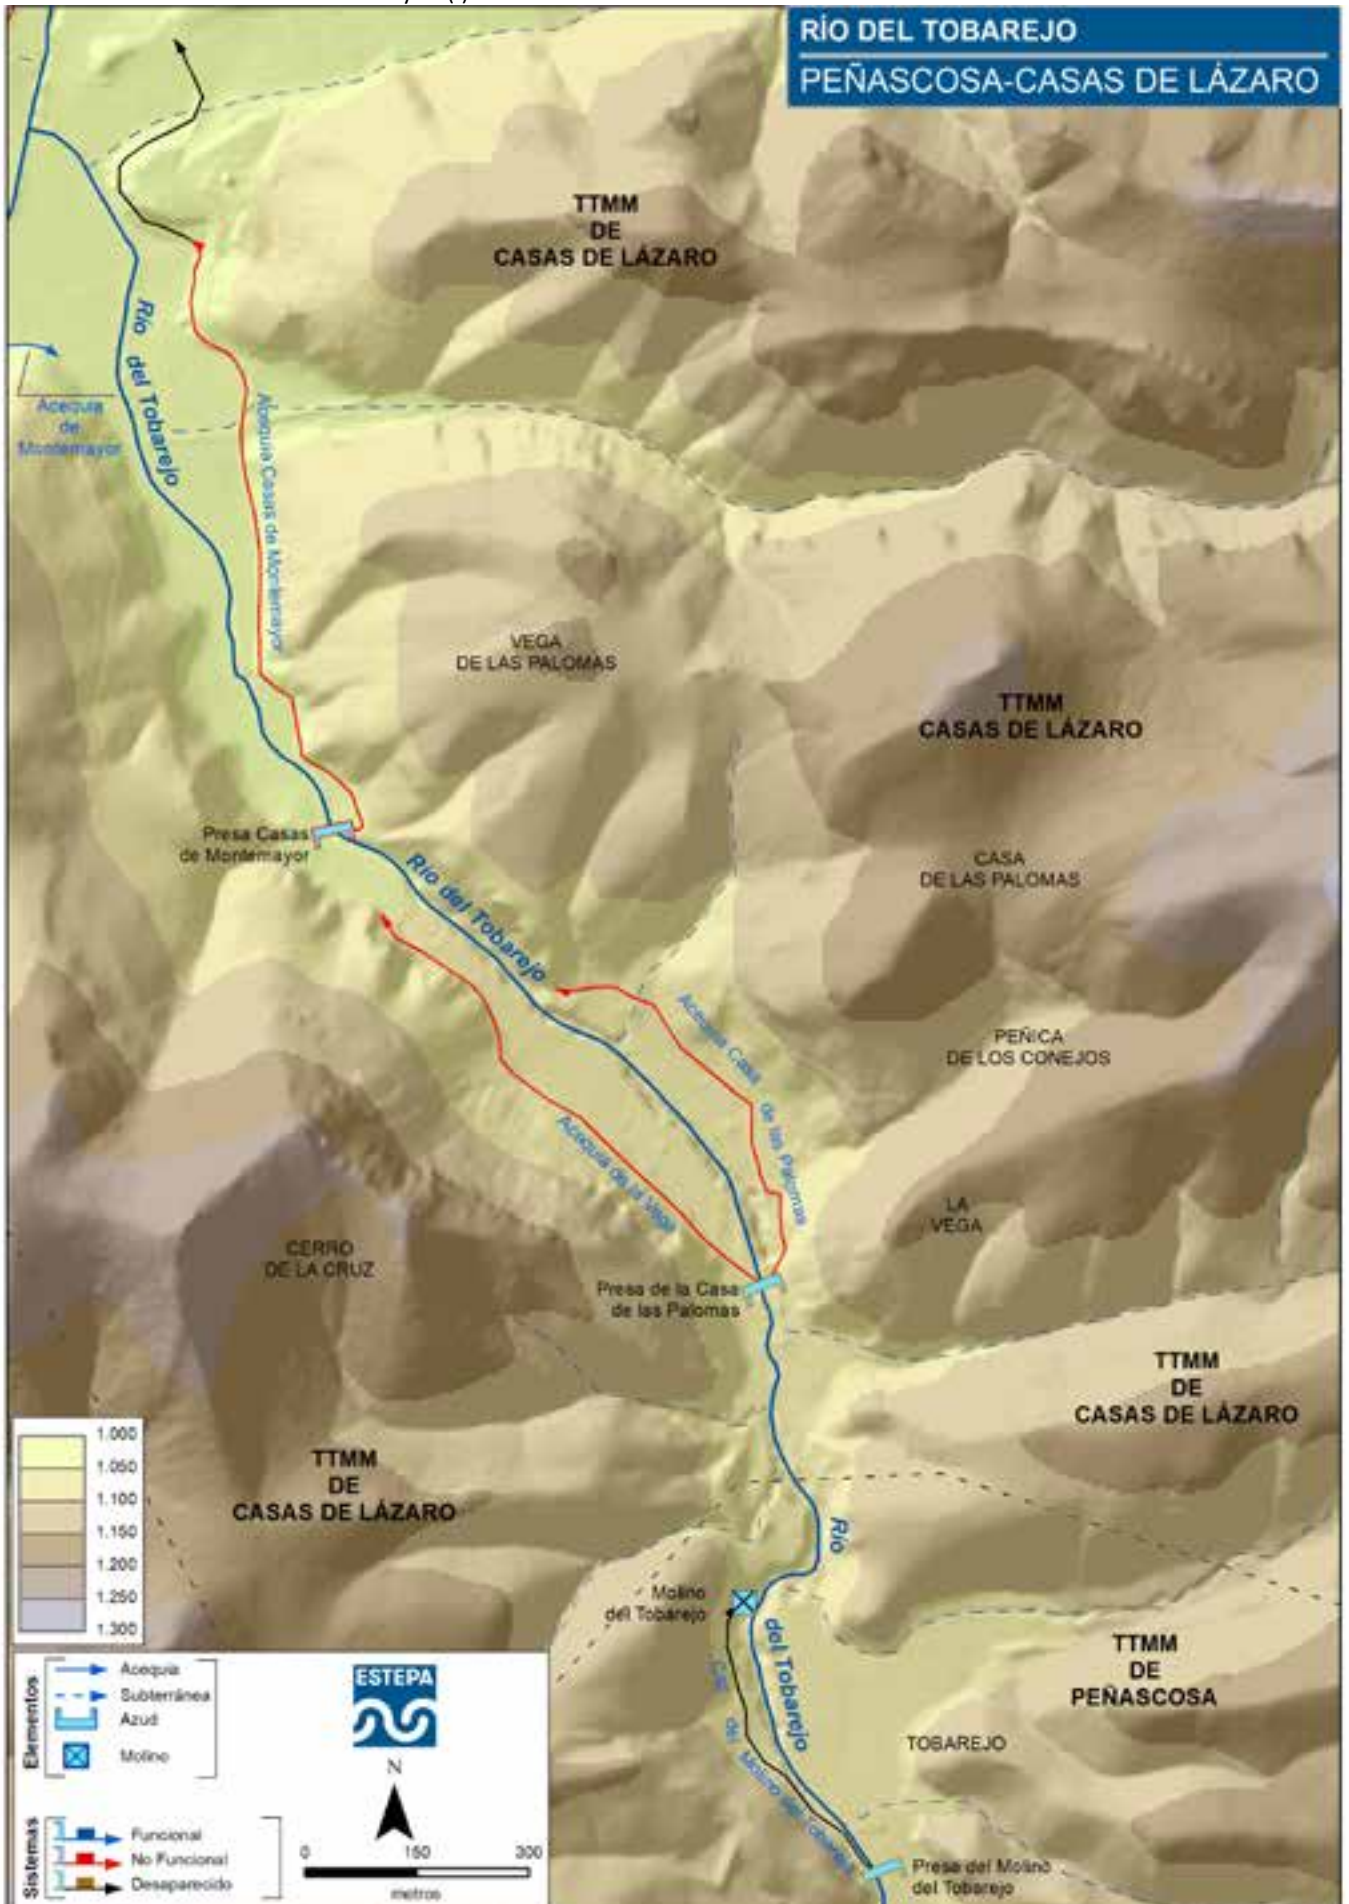 RÍO DEL TOBAREJO
PEÑASCOSA-CASAS DE LÁZARO
TTMM
DE
CASAS DE LÁZARO
Río del Tobarejo
Acequia
de
Montemayor
Acequia Casas de Montemayor
VEGA
DE LAS PALOMAS
TTMM
CASAS DE LÁZARO
Presa Casas
de Montemayor
Río del Tobarejo
CASA
DE LAS PALOMAS
Acequia Casa de las Palomas
PEÑICA
DE LOS CONEJOS
Acequia de la Vega
LA
VEGA
CERRO
DE LA CRUZ
Presa de la Casa
de las Palomas
TTMM
DE
CASAS DE LÁZARO
TTMM
DE
CASAS DE LÁZARO
1.000
1.050
1.100
1.150
1.200
1.250
1.300
Río del Tobarejo
Molino
del Tobarejo
TTMM
DE
PEÑASCOSA
TOBAREJO
del Molino del
Presa del Molino
del Tobarejo
Elementos
Acequia
Subterránea
Azud
Molino
Sistemas
Funcional
No Funcional
Desaparecido
ESTEPA
N
0 150 300
metros